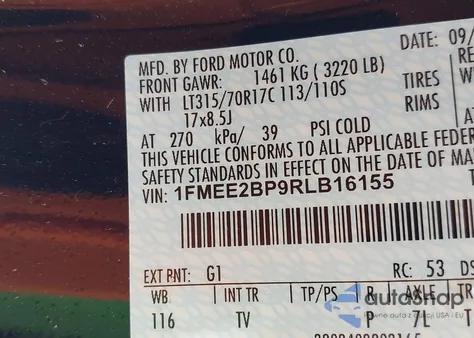 MFD. BY FORD MOTOR CO.
DATE: 09/
FRONT GAWR: 1461 KG ( 3220 LB)
WITH LT315/70R17C 113/110S TIRES
17x8.5J RIMS
AT 270 kPa/ 39 PSI COLD
THIS VEHICLE CONFORMS TO ALL APPLICABLE FEDER
SAFETY STANDARDS IN EFFECT ON THE DATE OF MA
VIN: 1FMEE2BP9RLB16155
EXT PNT: G1 RC: 53 DS
WB INT TR TP/PS R AXLE TR
116 TV P 7L T
autashop